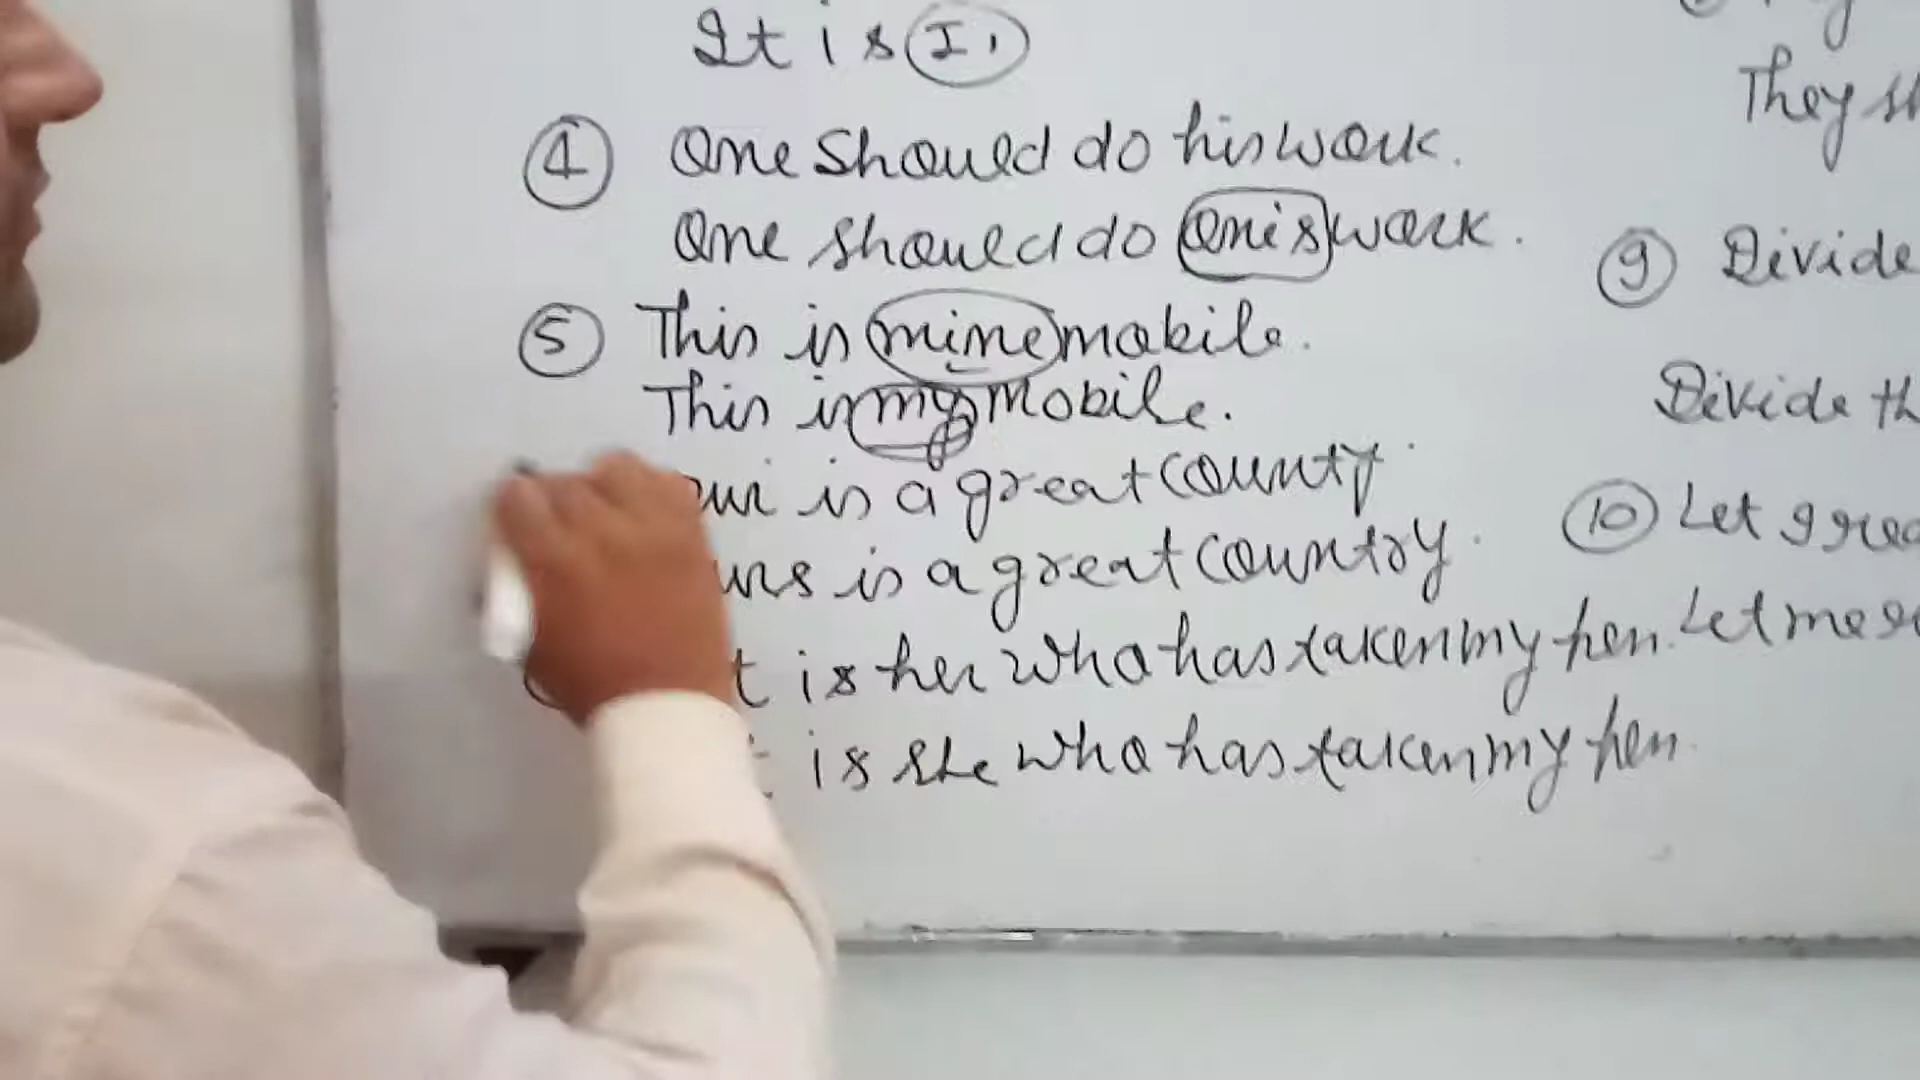 It is I.
④ One should do his work.
One should do one's work.
⑤ This is mine mobile.
This is my mobile.
is a great county.
is a great country.
is her who has taken my pen.
is she who has taken my pen
They
⑨ Divide
Divide
⑩ Let I
Let me